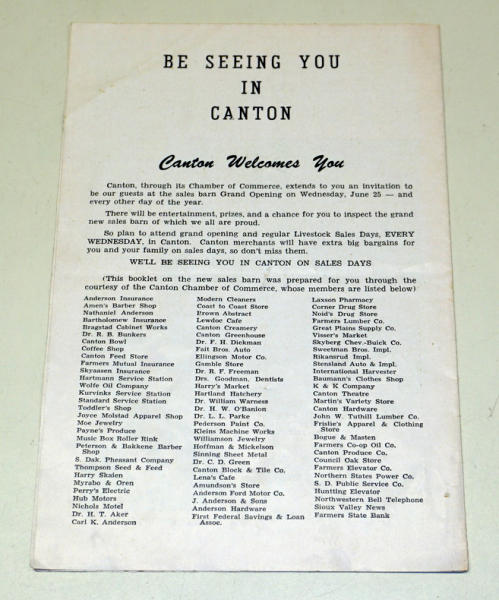 BE SEEING YOU
IN
CANTON
Canton Welcomes You
Canton, through its Chamber of Commerce, extends to you an invitation to
be our guests at the sales barn Grand Opening on Wednesday, June 25 — and
every other day of the year.
There will be entertainment, prizes, and a chance for you to inspect the grand
new sales barn of which we all are proud.
So plan to attend grand opening and regular Livestock Sales Days, EVERY
WEDNESDAY, in Canton. Canton merchants will have extra big bargains for
you and your family on sales days, so don't miss them.
WE'LL BE SEEING YOU IN CANTON ON SALES DAYS
(This booklet on the new sales barn was prepared for you through the
courtesy of the Canton Chamber of Commerce, whose members are listed below)
Anderson Insurance
Amen's Barber Shop
Nathaniel Anderson
Bartholomew Insurance
Bragstad Cabinet Works
Dr. R. B. Bunkers
Canton Bowl
Coffee Shop
Canton Feed Store
Farmers Mutual Insurance
Skyaasen Insurance
Hartmann Service Station
Wolfe Oil Company
Kurvinks Service Station
Standard Service Station
Toddler's Shop
Joyce Molstad Apparel Shop
Moe Jewelry
Payne's Produce
Music Box Roller Rink
Peterson & Bakkene Barber
Shop
S. Dak. Pheasant Company
Thompson Seed & Feed
Harry Skalen
Myrabo & Oren
Perry's Electric
Hub Motors
Nichols Motel
Dr. H. T. Aker
Carl K. Anderson
Modern Cleaners
Coast to Coast Store
Brown Abstract
Lewdoc Cafe
Canton Creamery
Canton Greenhouse
Dr. F. H. Dickman
Fait Bros. Auto
Ellingson Motor Co.
Gamble Store
Dr. R. F. Freeman
Drs. Goodman, Dentists
Harry's Market
Hartland Hatchery
Dr. William Warness
Dr. H. W. O'Banion
Dr. L. L. Parke
Pederson Paint Co.
Kleins Machine Works
Williamson Jewelry
Hoffman & Mickelson
Sinning Sheet Metal
Dr. C. D. Green
Canton Block & Tile Co.
Lena's Cafe
Amundson's Store
Anderson Ford Motor Co.
J. Anderson & Sons
Anderson Hardware
First Federal Savings & Loan
Assoc.
Laxson Pharmacy
Corner Drug Store
Noid's Drug Store
Farmers Lumber Co.
Great Plains Supply Co.
Visser's Market
Skyberg Chev.-Buick Co.
Sweetman Bros. Impl.
Rikansrud Impl.
Stensland Auto & Impl.
International Harvester
Baumann's Clothes Shop
K & K Company
Canton Theatre
Martin's Variety Store
Canton Hardware
John W. Tuthill Lumber Co.
Frislie's Apparel & Clothing
Store
Bogue & Masten
Farmers Co-op Oil Co.
Canton Produce Co.
Council Oak Store
Farmers Elevator Co.
Northern States Power Co.
S. D. Public Service Co.
Huntling Elevator
Northwestern Bell Telephone
Sioux Valley News
Farmers State Bank